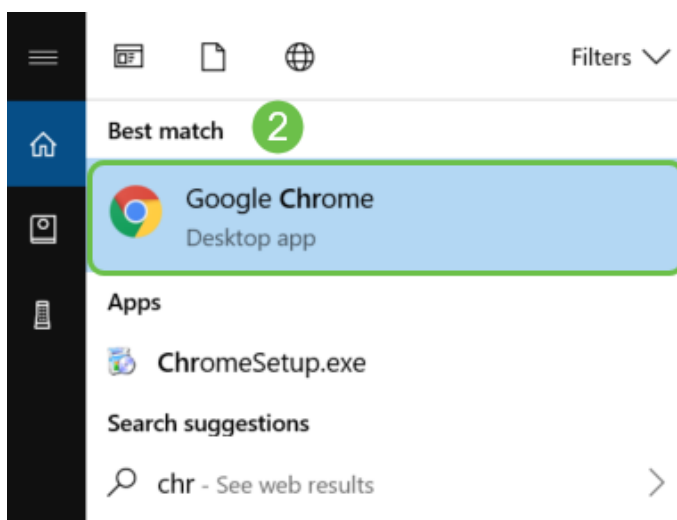 Filters
Best match 2
Google Chrome
Desktop app
Apps
ChromeSetup.exe
Search suggestions
chr - See web results